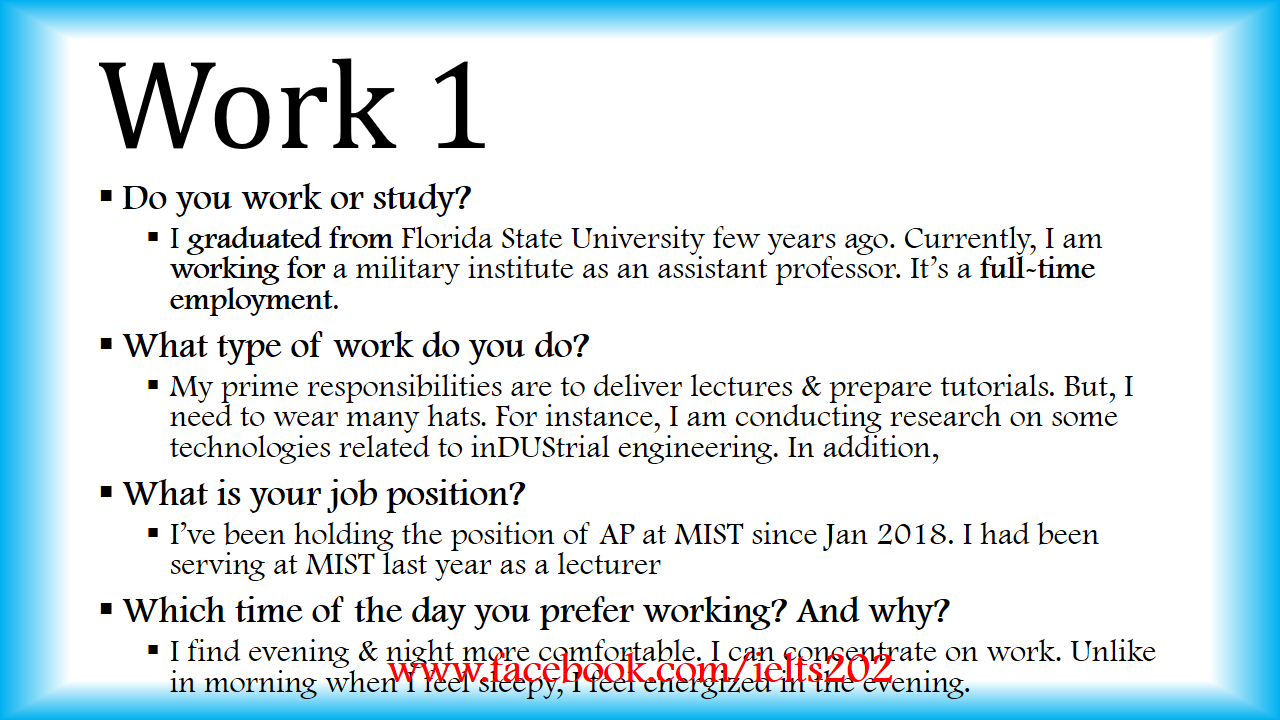 Work 1
▪ Do you work or study?
▪ I graduated from Florida State University few years ago. Currently, I am
working for a military institute as an assistant professor. It’s a full-time
employment.
▪ What type of work do you do?
▪ My prime responsibilities are to deliver lectures & prepare tutorials. But, I
need to wear many hats. For instance, I am conducting research on some
technologies related to inDUStrial engineering. In addition,
▪ What is your job position?
▪ I’ve been holding the position of AP at MIST since Jan 2018. I had been
serving at MIST last year as a lecturer
▪ Which time of the day you prefer working? And why?
▪ I find evening & night more comfortable. I can concentrate on work. Unlike
in morning when I feel sleepy, I feel energized in the evening.
www.facebook.com/ielts202